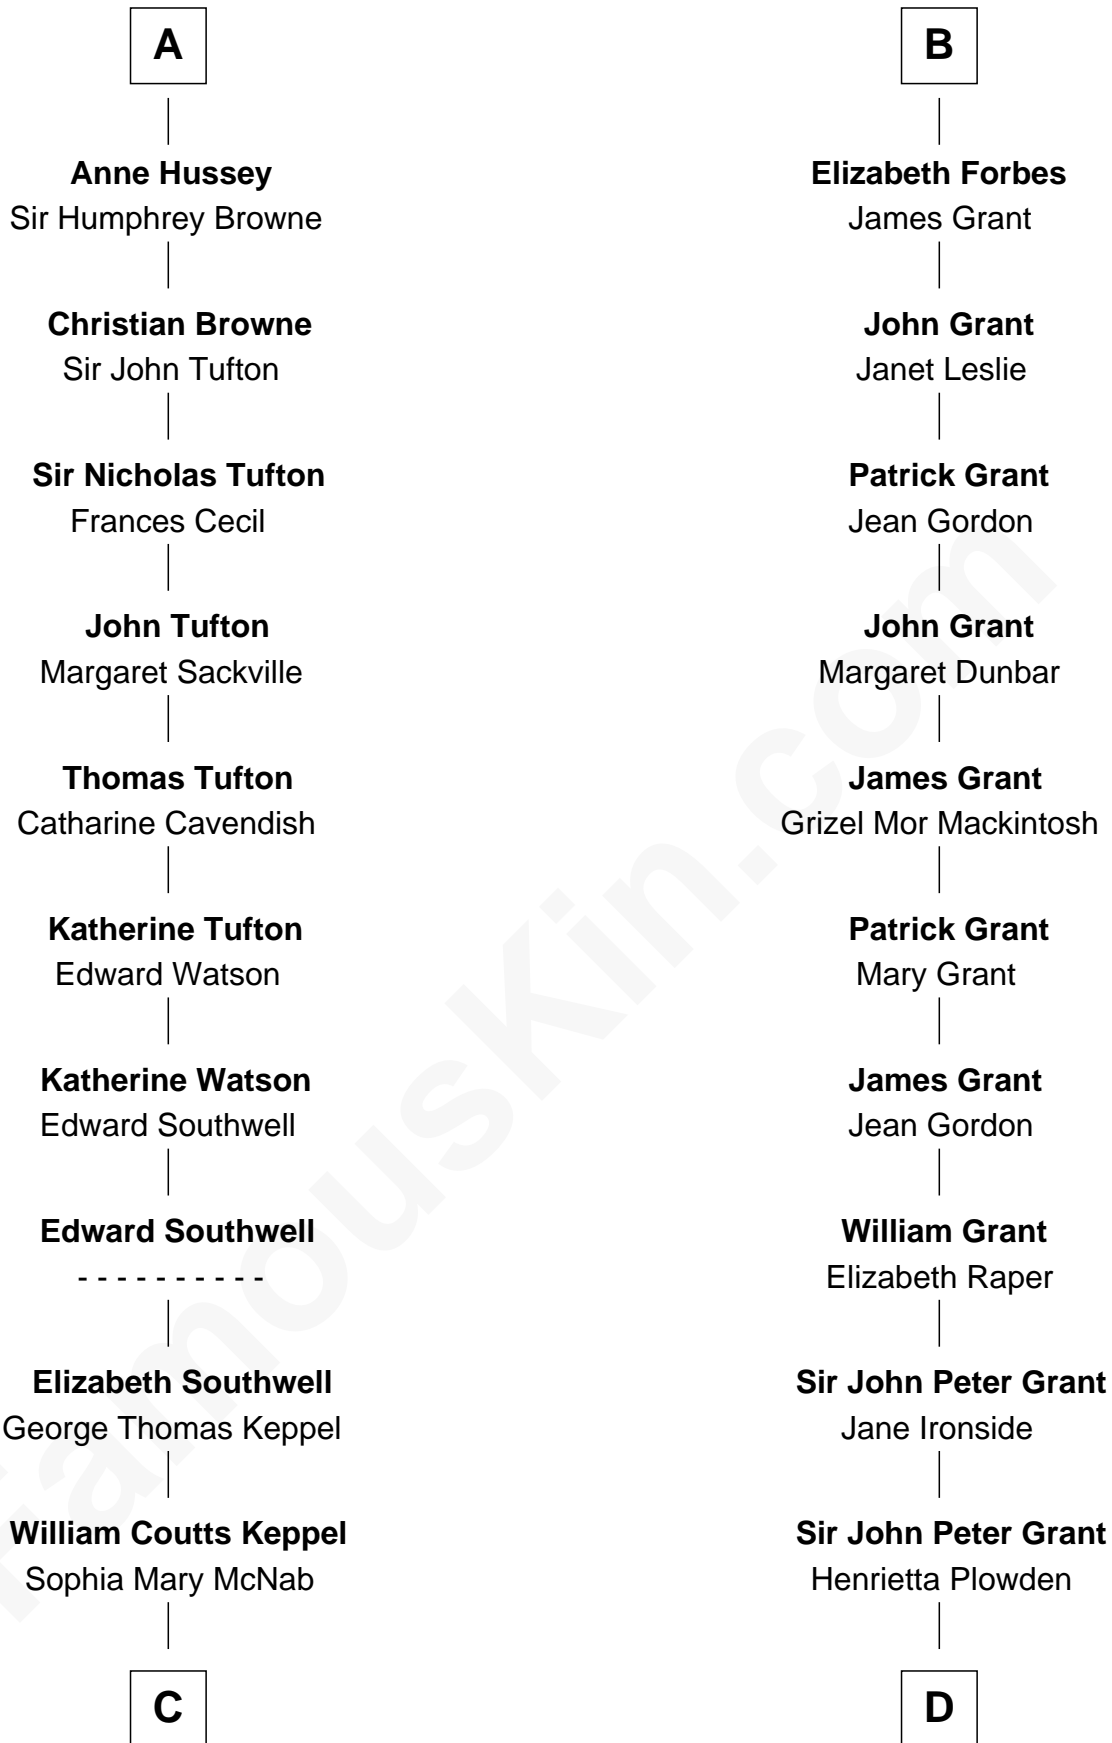 A
Anne Hussey
Sir Humphrey Browne
Christian Browne
Sir John Tufton
Sir Nicholas Tufton
Frances Cecil
John Tufton
Margaret Sackville
Thomas Tufton
Catharine Cavendish
Katherine Tufton
Edward Watson
Katherine Watson
Edward Southwell
Edward Southwell
- - - - - - - - - -
Elizabeth Southwell
George Thomas Keppel
William Coutts Keppel
Sophia Mary McNab
C
B
Elizabeth Forbes
James Grant
John Grant
Janet Leslie
Patrick Grant
Jean Gordon
John Grant
Margaret Dunbar
James Grant
Grizel Mor Mackintosh
Patrick Grant
Mary Grant
James Grant
Jean Gordon
William Grant
Elizabeth Raper
Sir John Peter Grant
Jane Ironside
Sir John Peter Grant
Henrietta Plowden
D
FamousKin.com